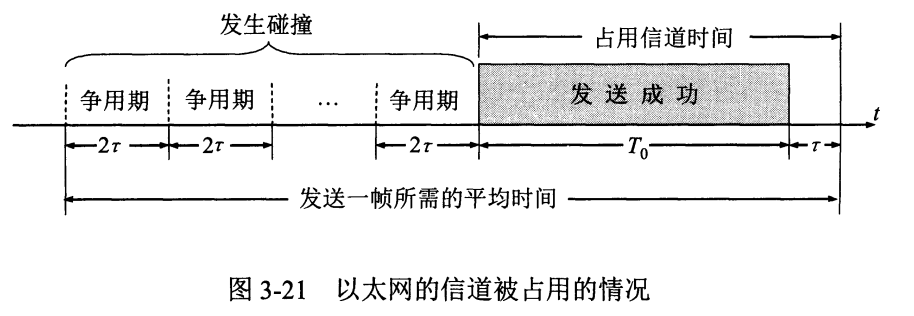 发生碰撞
占用信道时间
争用期 争用期 … 争用期 发送成功
t
2τ 2τ 2τ T₀ τ
发送一帧所需的平均时间
图 3-21 以太网的信道被占用的情况